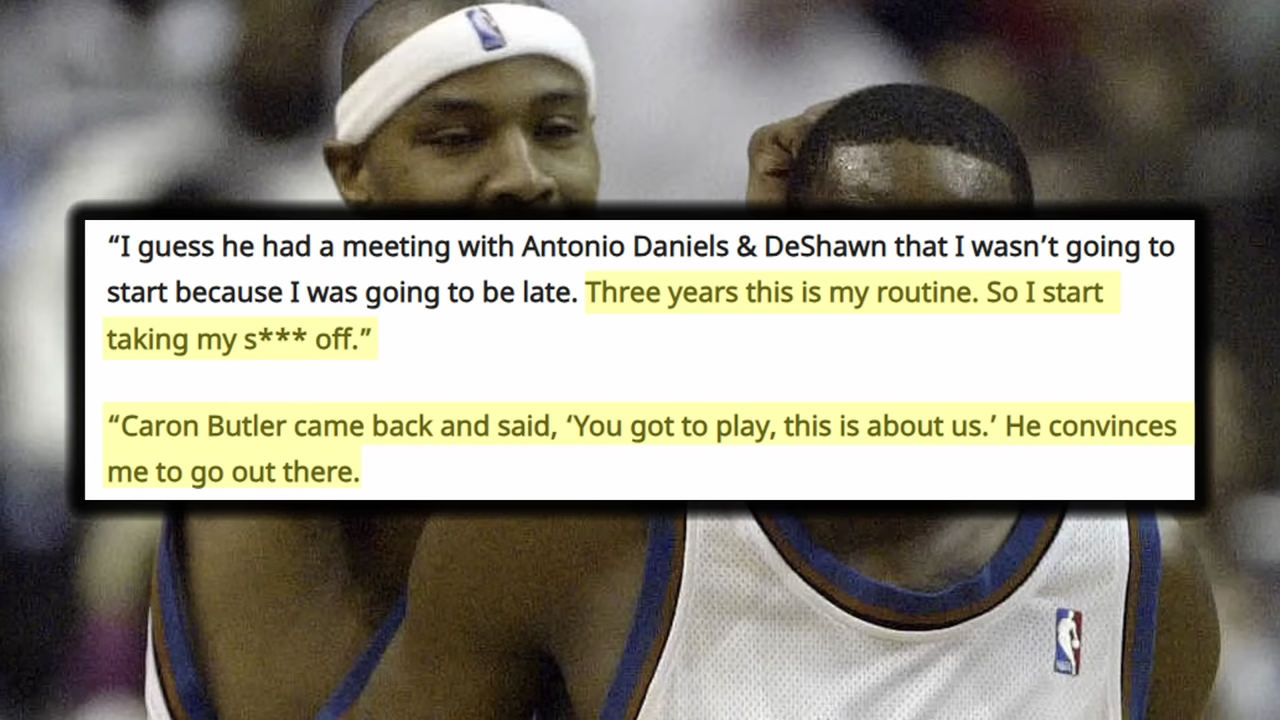 “I guess he had a meeting with Antonio Daniels & DeShawn that I wasn’t going to
start because I was going to be late. Three years this is my routine. So I start
taking my s*** off.”
“Caron Butler came back and said, ‘You got to play, this is about us.’ He convinces
me to go out there.